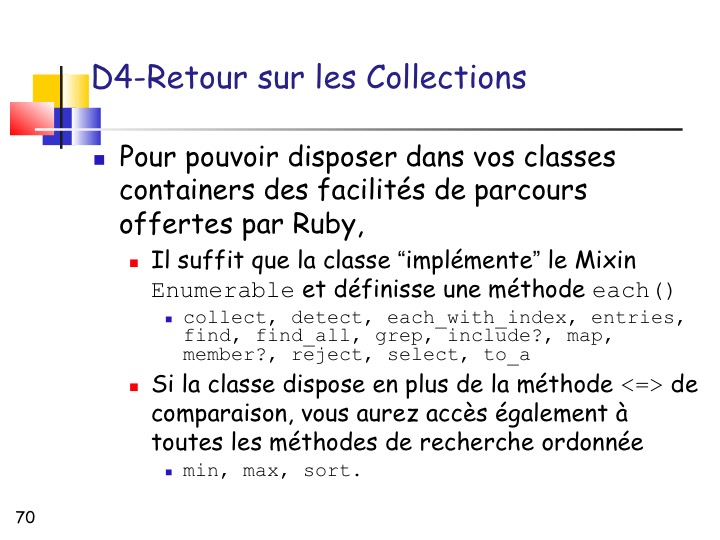 D4-Retour sur les Collections
Pour pouvoir disposer dans vos classes
containers des facilités de parcours
offertes par Ruby,
Il suffit que la classe “implémente” le Mixin
Enumerable et définisse une méthode each()
collect, detect, each_with_index, entries,
find, find_all, grep, include?, map,
member?, reject, select, to_a
Si la classe dispose en plus de la méthode <=> de
comparaison, vous aurez accès également à
toutes les méthodes de recherche ordonnée
min, max, sort.
70